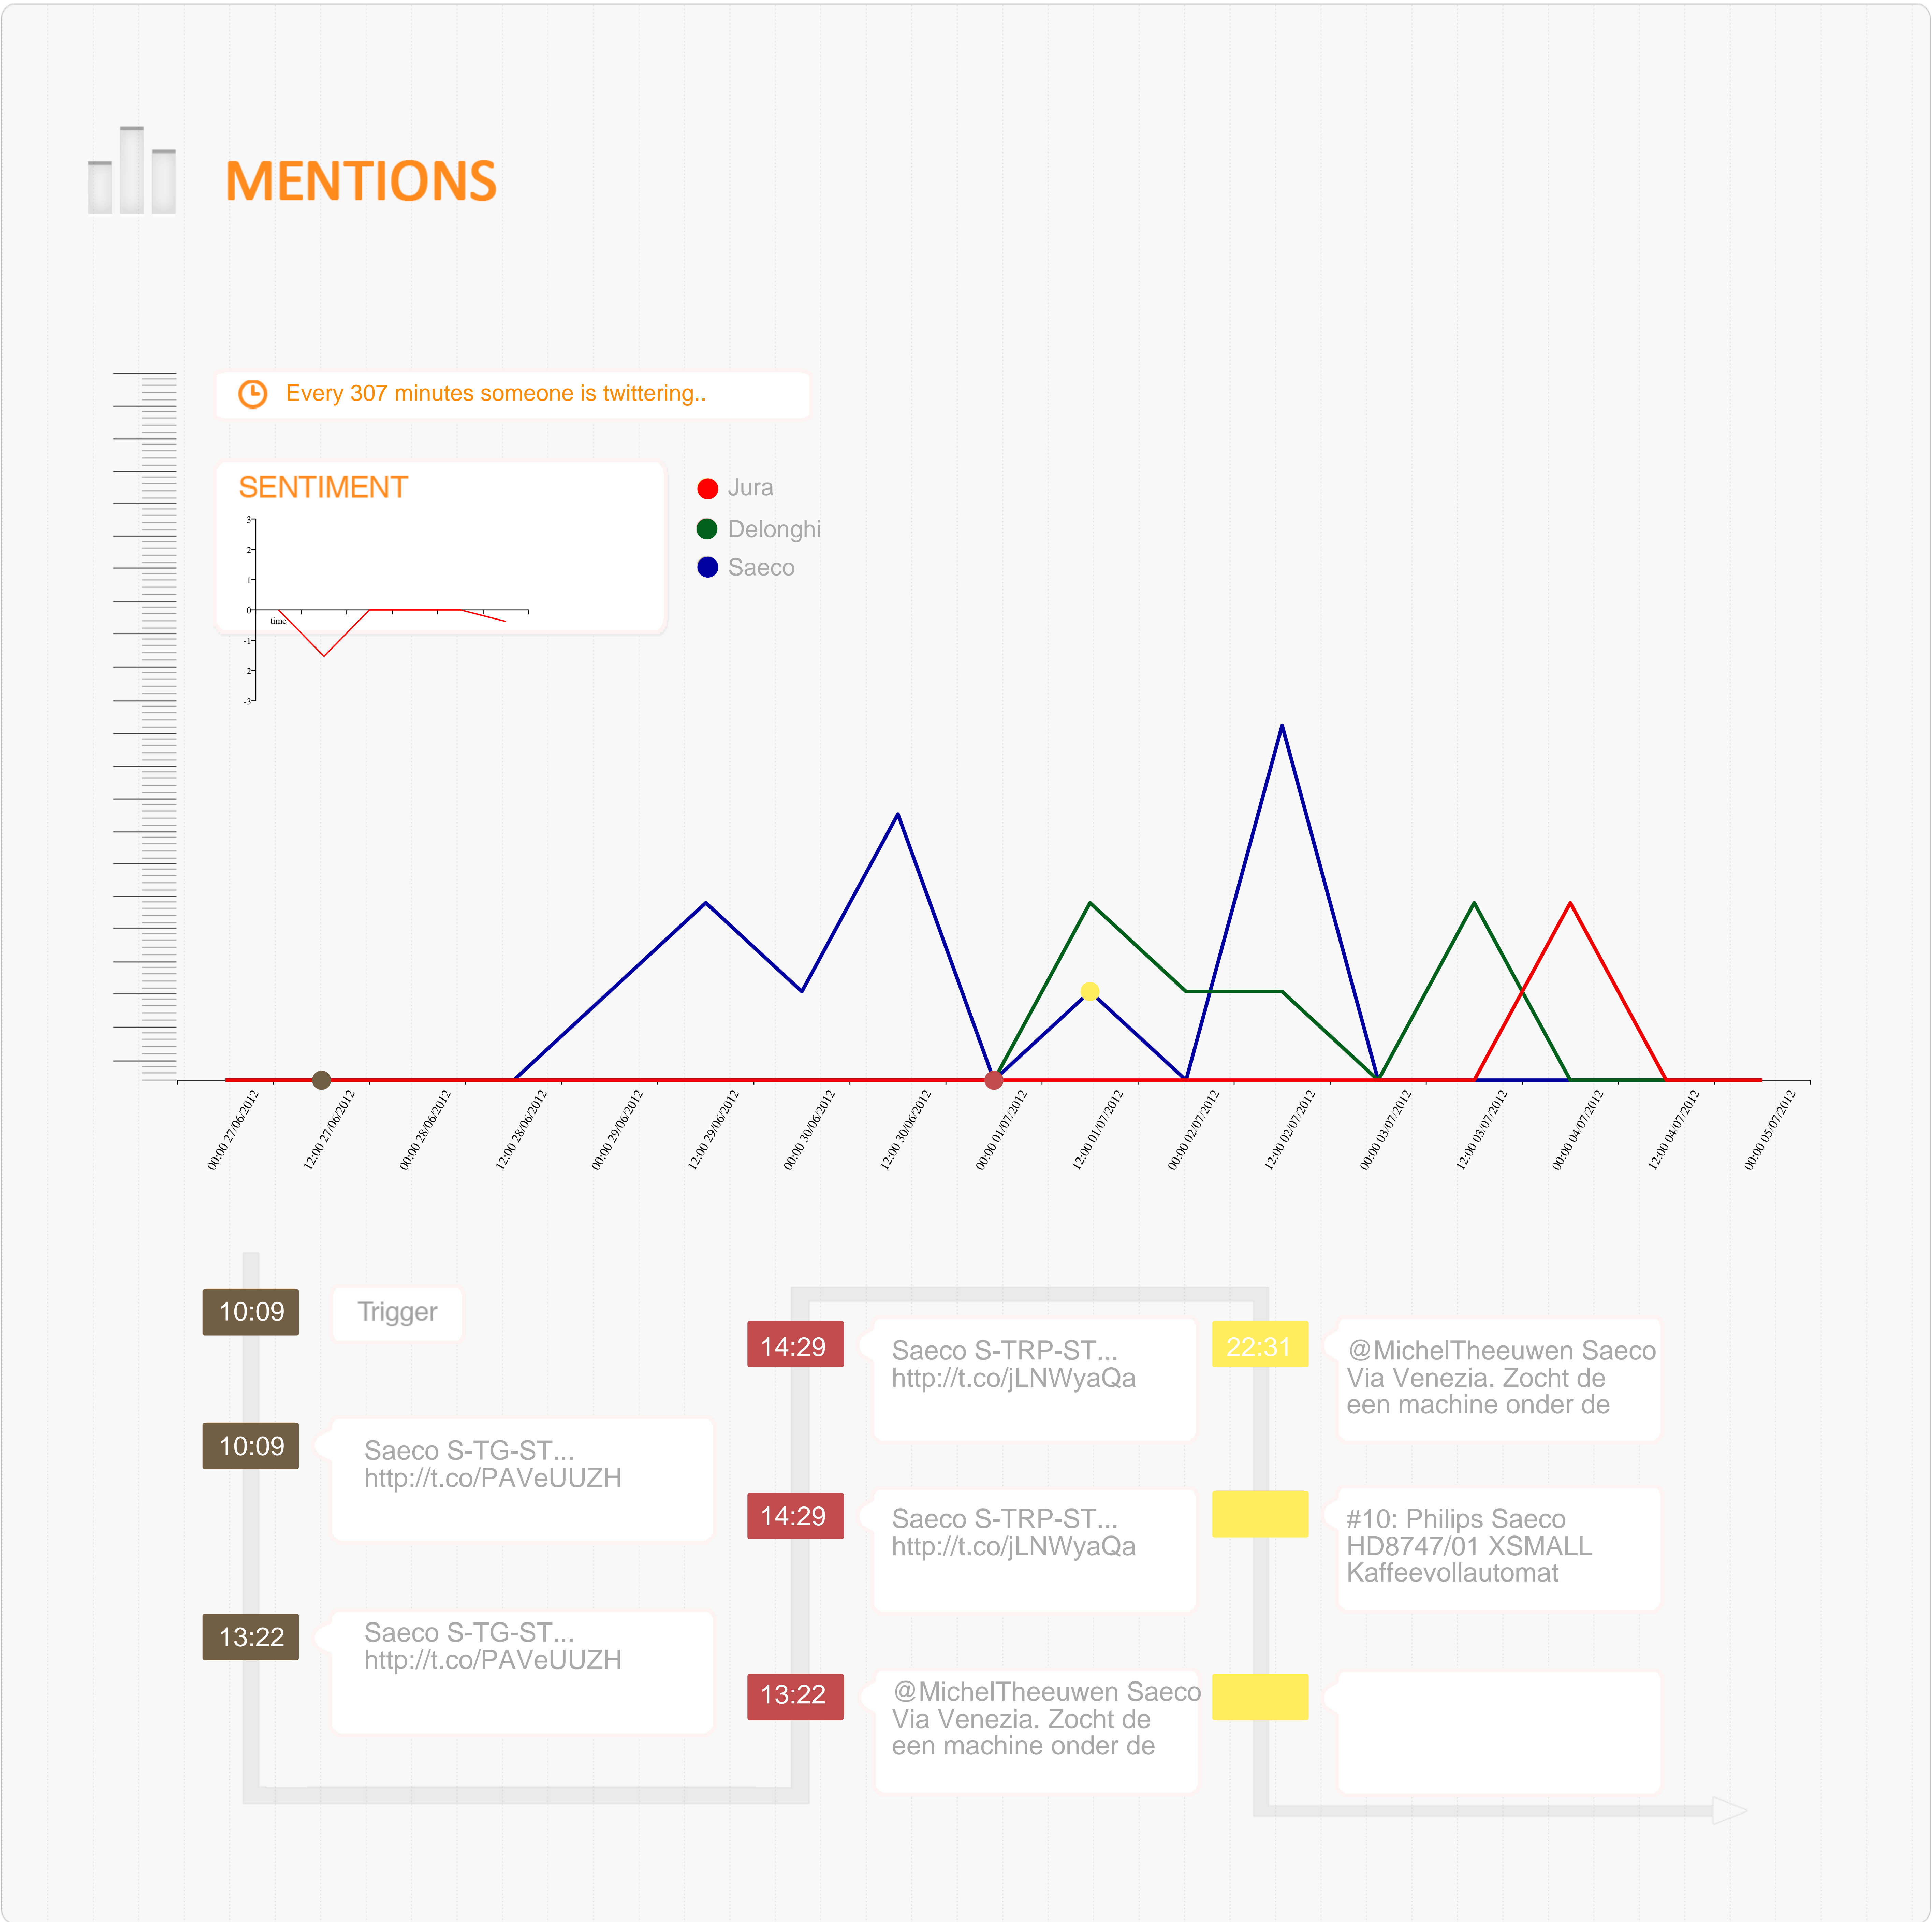 MENTIONS
Every 307 minutes someone is twittering..
SENTIMENT
3
2
1
0
time
-1
-2
-3
Jura
Delonghi
Saeco
00:00 27/06/2012
12:00 27/06/2012
00:00 28/06/2012
12:00 28/06/2012
00:00 29/06/2012
12:00 29/06/2012
00:00 30/06/2012
12:00 30/06/2012
00:00 01/07/2012
12:00 01/07/2012
00:00 02/07/2012
12:00 02/07/2012
00:00 03/07/2012
12:00 03/07/2012
00:00 04/07/2012
12:00 04/07/2012
00:00 05/07/2012
10:09
Trigger
10:09
Saeco S-TG-ST...
http://t.co/PAVeUUZH
13:22
Saeco S-TG-ST...
http://t.co/PAVeUUZH
14:29
Saeco S-TRP-ST...
http://t.co/jLNWyaQa
14:29
Saeco S-TRP-ST...
http://t.co/jLNWyaQa
13:22
@MichelTheeuwen Saeco
Via Venezia. Zocht de
een machine onder de
22:31
@MichelTheeuwen Saeco
Via Venezia. Zocht de
een machine onder de
#10: Philips Saeco
HD8747/01 XSMALL
Kaffeevollautomat